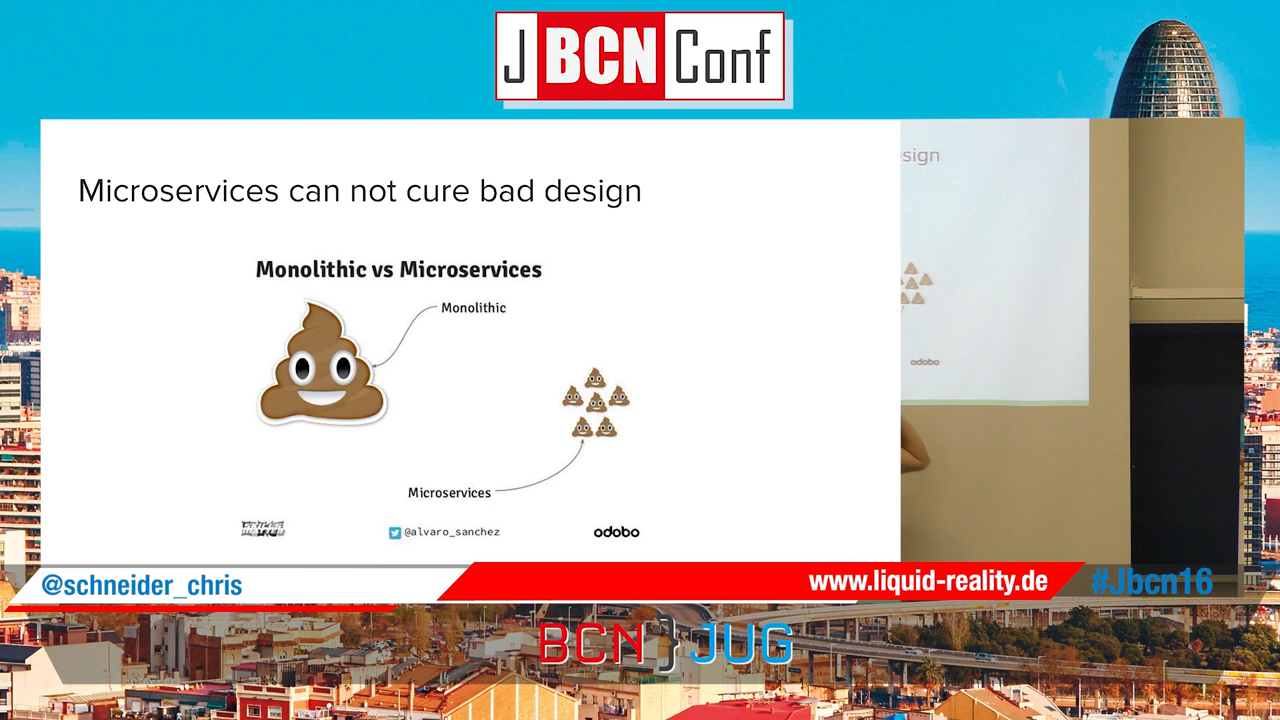 J BCN Conf
Microservices can not cure bad design
sign
Monolithic vs Microservices
Monolithic
Microservices
@alvaro_sanchez
odobo
odobo
@schneider_chris
www.liquid-reality.de
#Jbcn16
BCN JUG